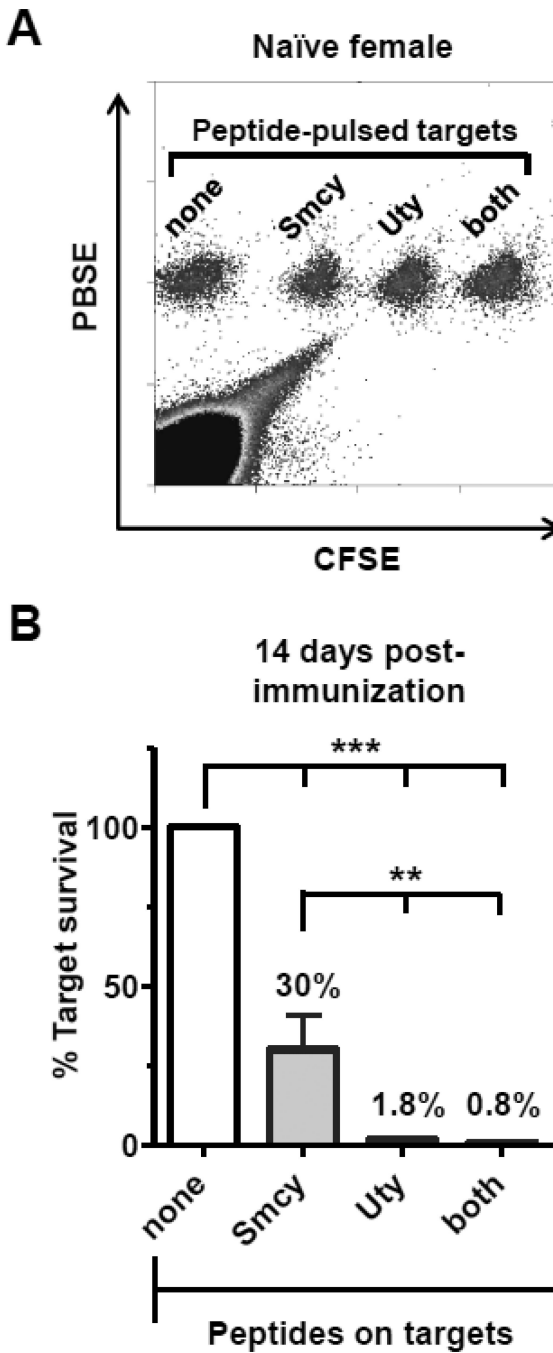 A
Naïve female
Peptide-pulsed targets
none
Smcy
Uty
both
PBSE
CFSE
B
14 days post-
immunization
***
**
% Target survival
100
50
0
30%
1.8%
0.8%
none
Smcy
Uty
both
Peptides on targets